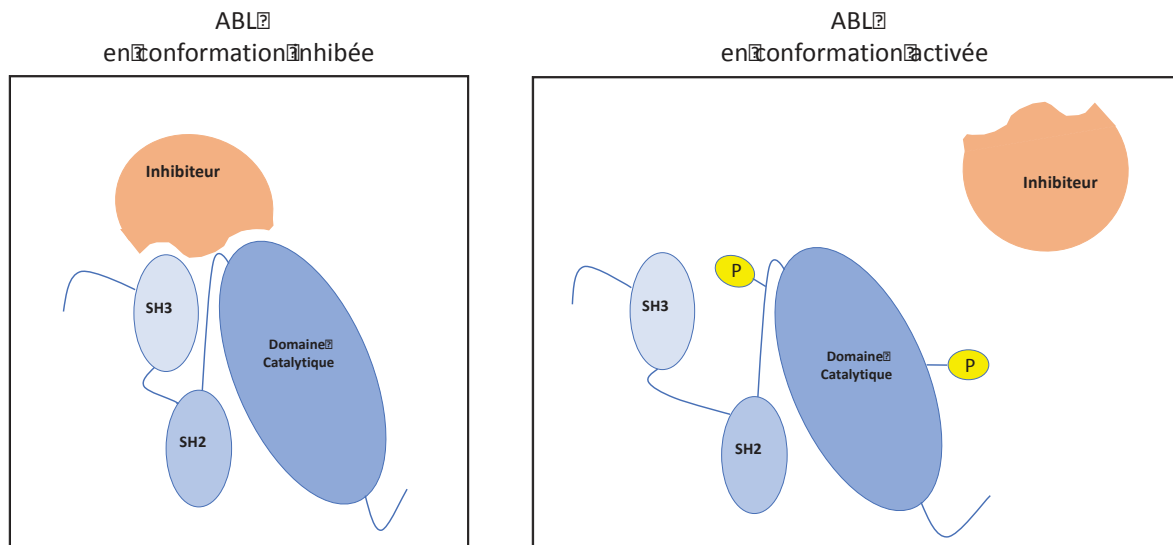 ABL
en conformation inhibée
ABL
en conformation activée
Inhibiteur
SH3
Domaine
Catalytique
SH2
Inhibiteur
P
SH3
Domaine
Catalytique
P
SH2